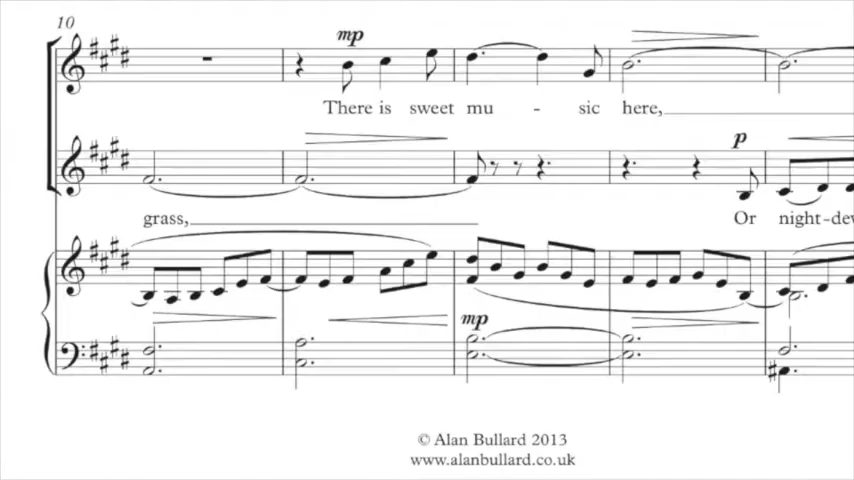 10
mp
There is sweet mu - sic here,
p
grass,
Or night-dev
mp
© Alan Bullard 2013
www.alanbullard.co.uk